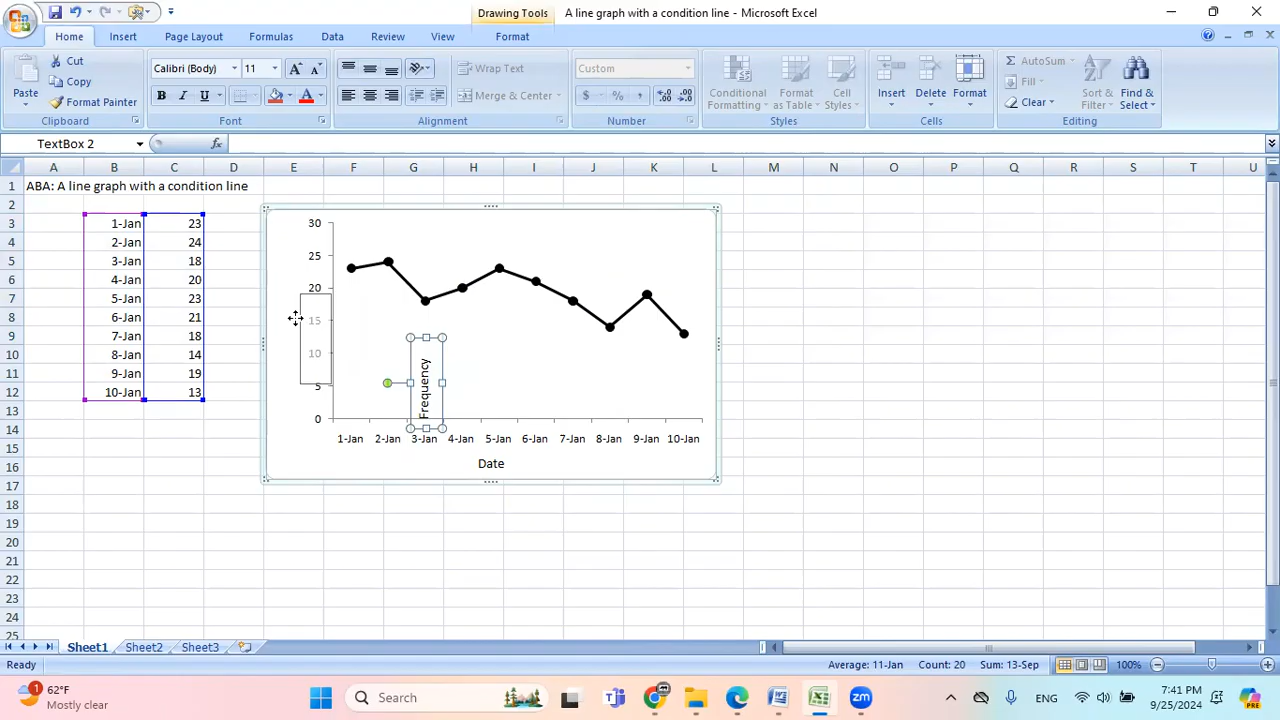 Drawing Tools
A line graph with a condition line - Microsoft Excel
Home Insert Page Layout Formulas Data Review View Format
Paste Cut Calibri (Body) 11 A A Wrap Text Custom Conditional Formatting Format as Table Cell Styles Insert Delete Format AutoSum Sort & Filter Find & Select
Copy B I U A Merge & Center $ % , Fill
Format Painter Clear
Clipboard Font Alignment Number Styles Cells Editing
TextBox 2 fx
A B C D E F G H I J K L M N O P Q R S T U
1 ABA: A line graph with a condition line
2
3 1-Jan 23
4 2-Jan 24
5 3-Jan 18
6 4-Jan 20
7 5-Jan 23
8 6-Jan 21
9 7-Jan 18
10 8-Jan 14
11 9-Jan 19
12 10-Jan 13
13
14
15
16
17
18
19
20
21
22
23
24
25
30
25
20
15
10
5
0
Frequency
1-Jan 2-Jan 3-Jan 4-Jan 5-Jan 6-Jan 7-Jan 8-Jan 9-Jan 10-Jan
Date
Sheet1 Sheet2 Sheet3
Ready Average: 11-Jan Count: 20 Sum: 13-Sep 100%
1 62°F
Mostly clear
Search
zm
ENG
7:41 PM
9/25/2024
PRE